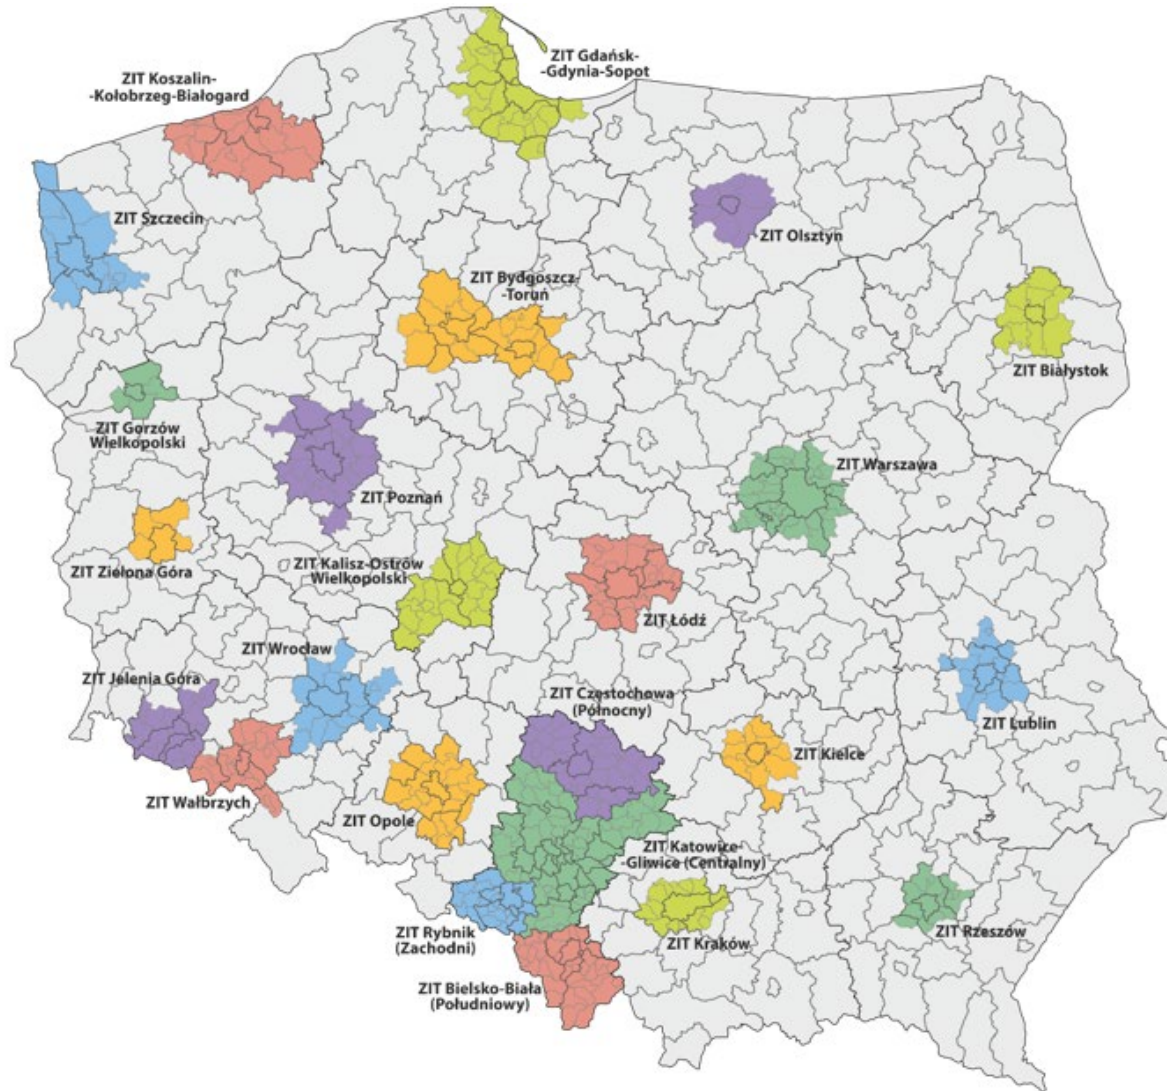 ZIT Gdańsk-
-Gdynia-Sopot
ZIT Koszalin-
-Kołobrzeg-Białogard
ZIT Szczecin
ZIT Olsztyn
ZIT Bydgoszcz-
-Toruń
ZIT Białystok
ZIT Gorzów
Wielkopolski
ZIT Warszawa
ZIT Poznań
ZIT Zielona Góra
ZIT Kalisz-Ostrów
Wielkopolski
ZIT Łódź
ZIT Wrocław
ZIT Jelenia Góra
ZIT Częstochowa
(Północny)
ZIT Lublin
ZIT Kielce
ZIT Wałbrzych
ZIT Opole
ZIT Katowice-
-Gliwice (Centralny)
ZIT Rybnik
(Zachodni)
ZIT Kraków
ZIT Rzeszów
ZIT Bielsko-Biała
(Południowy)